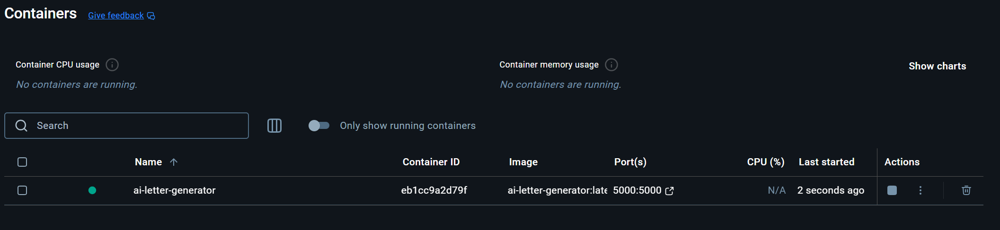 Containers Give feedback
Container CPU usage
No containers are running.
Container memory usage
No containers are running.
Show charts
Search
Only show running containers
Name Container ID Image Port(s) CPU (%) Last started Actions
ai-letter-generator eb1cc9a2d79f ai-letter-generator:late 5000:5000 N/A 2 seconds ago